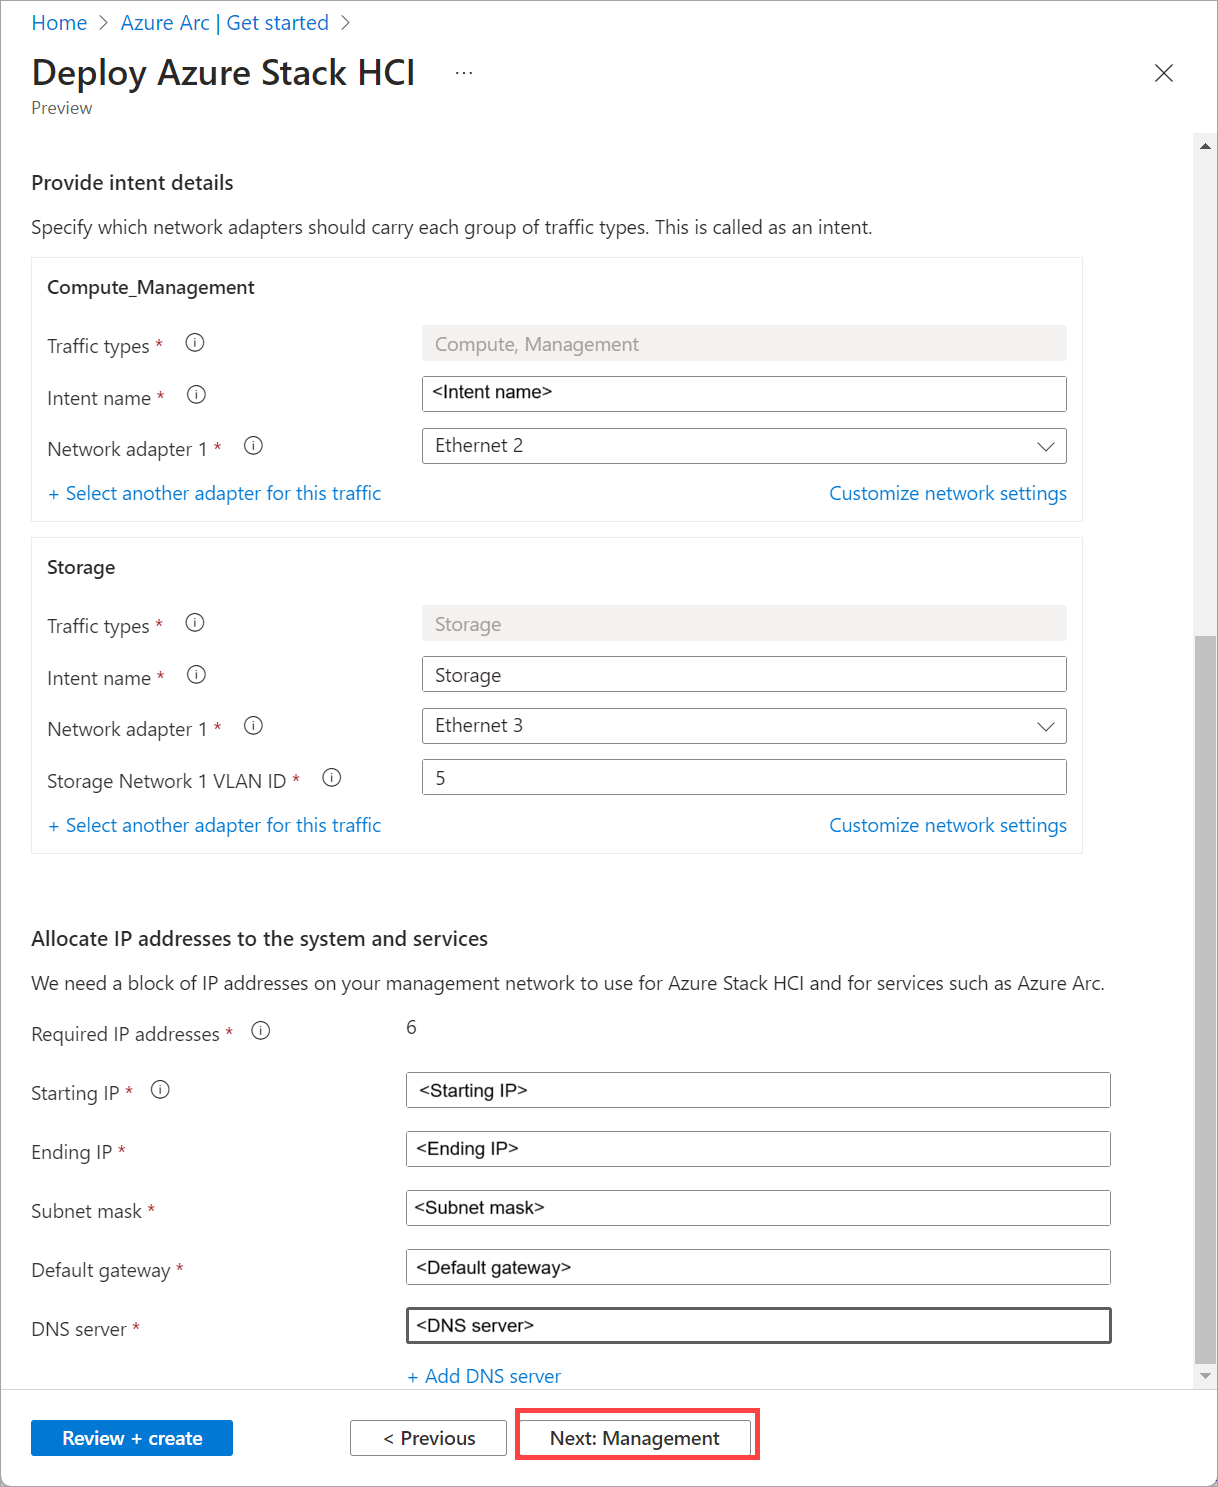 Home > Azure Arc | Get started >
Deploy Azure Stack HCI ...
Preview
Provide intent details
Specify which network adapters should carry each group of traffic types. This is called as an intent.
Compute_Management
Traffic types * Compute, Management
Intent name * <Intent name>
Network adapter 1 * Ethernet 2
+ Select another adapter for this traffic Customize network settings
Storage
Traffic types * Storage
Intent name * Storage
Network adapter 1 * Ethernet 3
Storage Network 1 VLAN ID * 5
+ Select another adapter for this traffic Customize network settings
Allocate IP addresses to the system and services
We need a block of IP addresses on your management network to use for Azure Stack HCI and for services such as Azure Arc.
Required IP addresses * 6
Starting IP * <Starting IP>
Ending IP * <Ending IP>
Subnet mask * <Subnet mask>
Default gateway * <Default gateway>
DNS server * <DNS server>
+ Add DNS server
Review + create < Previous Next: Management